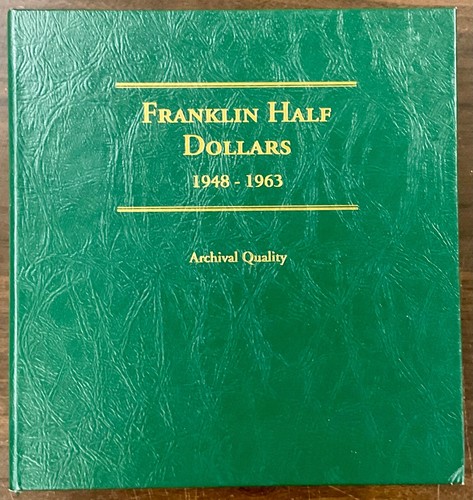 FRANKLIN HALF
DOLLARS
1948 - 1963
Archival Quality